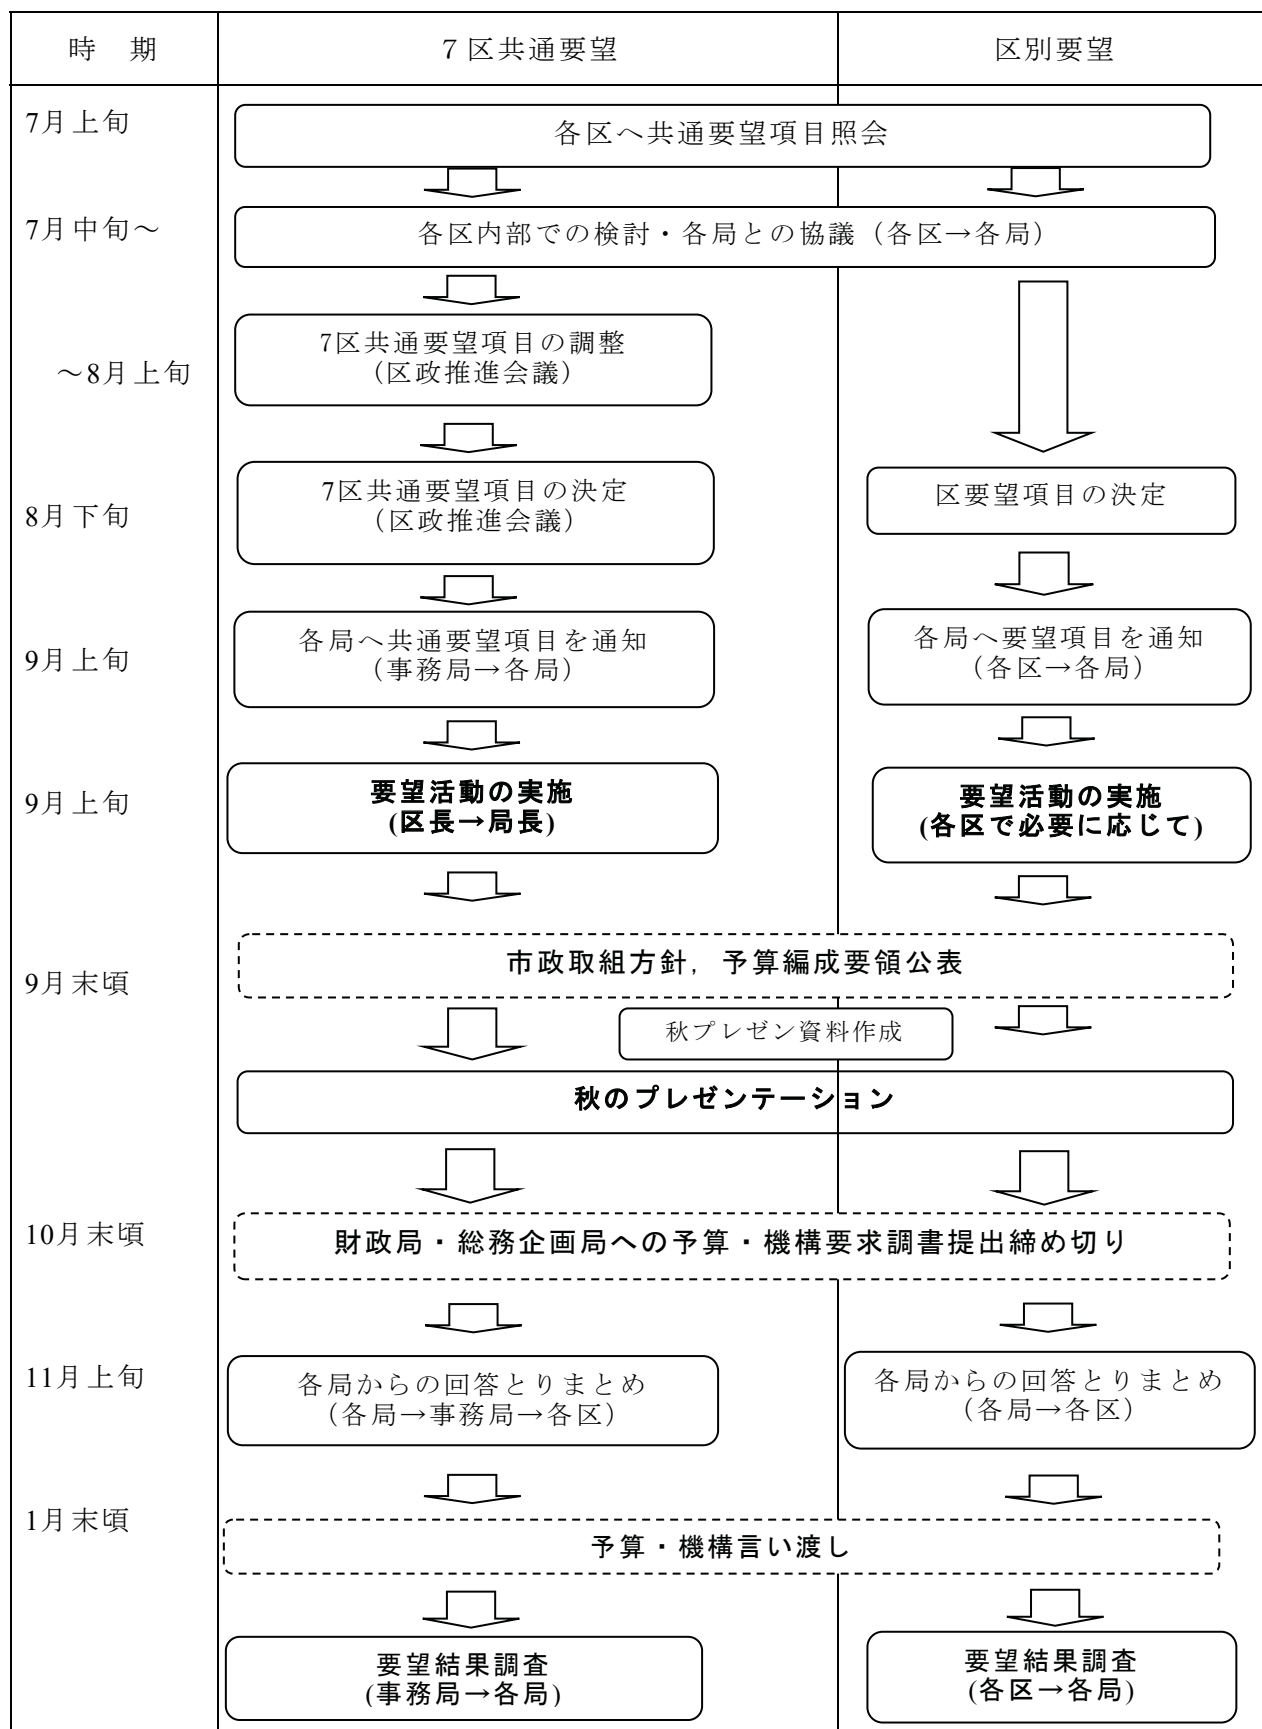 時　期
７区共通要望
区別要望
7月上旬
各区へ共通要望項目照会
7月中旬～
各区内部での検討・各局との協議（各区→各局）
～8月上旬
7区共通要望項目の調整
（区政推進会議）
8月下旬
7区共通要望項目の決定
（区政推進会議）
区要望項目の決定
9月上旬
各局へ共通要望項目を通知
（事務局→各局）
各局へ要望項目を通知
（各区→各局）
9月上旬
要望活動の実施
(区長→局長)
要望活動の実施
(各区で必要に応じて)
9月末頃
市政取組方針，予算編成要領公表
秋プレゼン資料作成
秋のプレゼンテーション
10月末頃
財政局・総務企画局への予算・機構要求調書提出締め切り
11月上旬
各局からの回答とりまとめ
（各局→事務局→各区）
各局からの回答とりまとめ
（各局→各区）
1月末頃
予算・機構言い渡し
要望結果調査
(事務局→各局)
要望結果調査
(各区→各局)